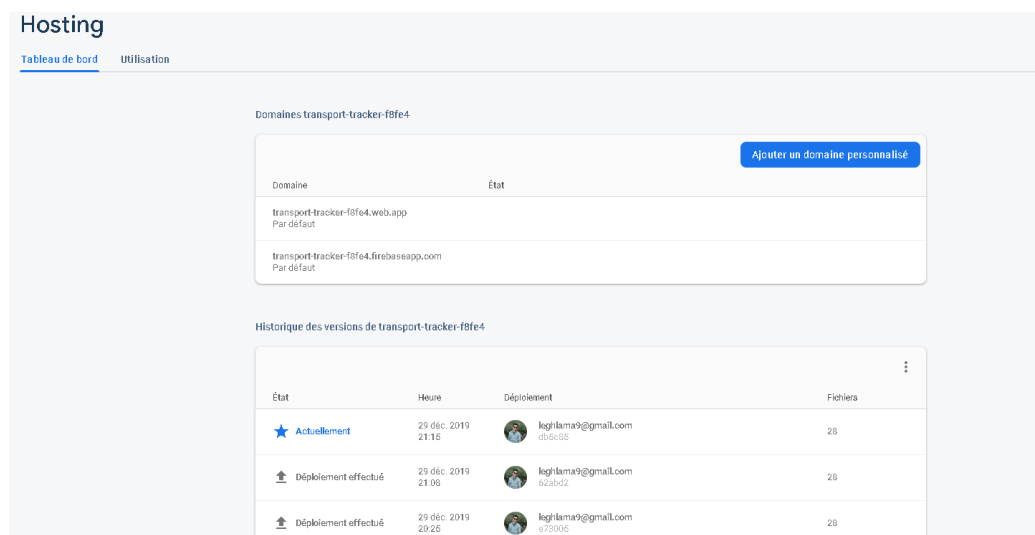 Hosting
Tableau de bord Utilisation
Domaines transport-tracker-f8fe4
Ajouter un domaine personnalisé
Domaine État
transport-tracker-f8fe4.web.app
Par défaut
transport-tracker-f8fe4.firebaseapp.com
Par défaut
Historique des versions de transport-tracker-f8fe4
État Heure Déploiement Fichiers
Actuellement 29 déc. 2019 21:15 leghlama9@gmail.com db5c85 28
Déploiement effectué 29 déc. 2019 21:08 leghlama9@gmail.com 62abd2 28
Déploiement effectué 29 déc. 2019 20:25 leghlama9@gmail.com e73005 28